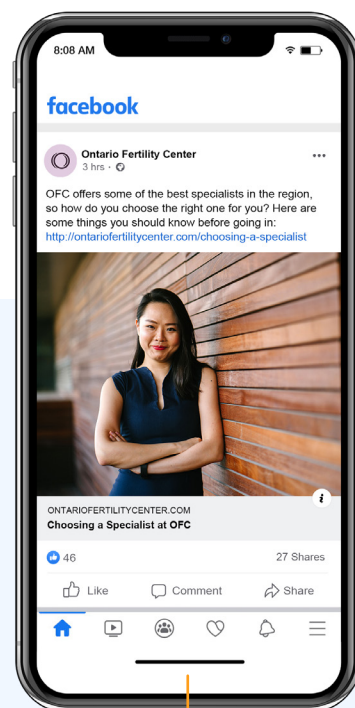 8:08 AM
facebook
Ontario Fertility Center
3 hrs ·
OFC offers some of the best specialists in the region,
so how do you choose the right one for you? Here are
some things you should know before going in:
http://ontariofertilitycenter.com/choosing-a-specialist
i
ONTARIOFERTILITYCENTER.COM
Choosing a Specialist at OFC
46
27 Shares
Like
Comment
Share